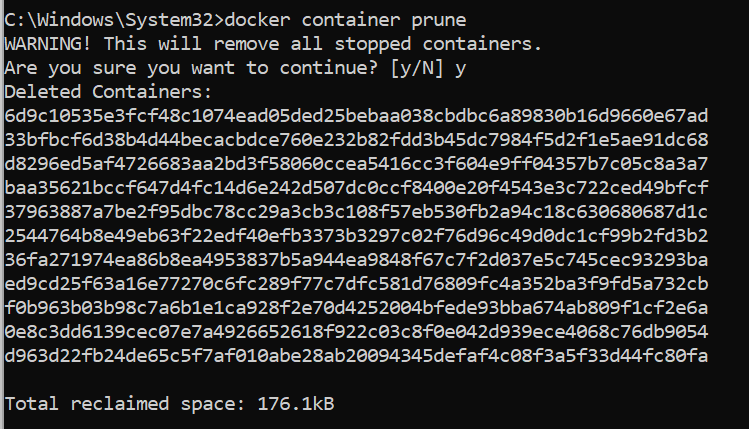 C:\Windows\System32>docker container prune
WARNING! This will remove all stopped containers.
Are you sure you want to continue? [y/N] y
Deleted Containers:
6d9c10535e3fcf48c1074ead05ded25bebaa038cbdbc6a89830b16d9660e67ad
33bfbcf6d38b4d44becacbdce760e232b82fdd3b45dc7984f5d2f1e5ae91dc68
d8296ed5af4726683aa2bd3f58060ccea5416cc3f604e9ff04357b7c05c8a3a7
baa35621bccf647d4fc14d6e242d507dc0ccf8400e20f4543e3c722ced49bfcf
37963887a7be2f95dbc78cc29a3cb3c108f57eb530fb2a94c18c630680687d1c
2544764b8e49eb63f22edf40efb3373b3297c02f76d96c49d0dc1cf99b2fd3b2
36fa271974ea86b8ea4953837b5a944ea9848f67c7f2d037e5c745cec93293ba
ed9cd25f63a16e77270c6fc289f77c7dfc581d76809fc4a352ba3f9fd5a732cb
f0b963b03b98c7a6b1e1ca928f2e70d4252004bfede93bba674ab809f1cf2e6a
0e8c3dd6139cec07e7a4926652618f922c03c8f0e042d939ece4068c76db9054
d963d22fb24de65c5f7af010abe28ab20094345defaf4c08f3a5f33d44fc80fa
Total reclaimed space: 176.1kB